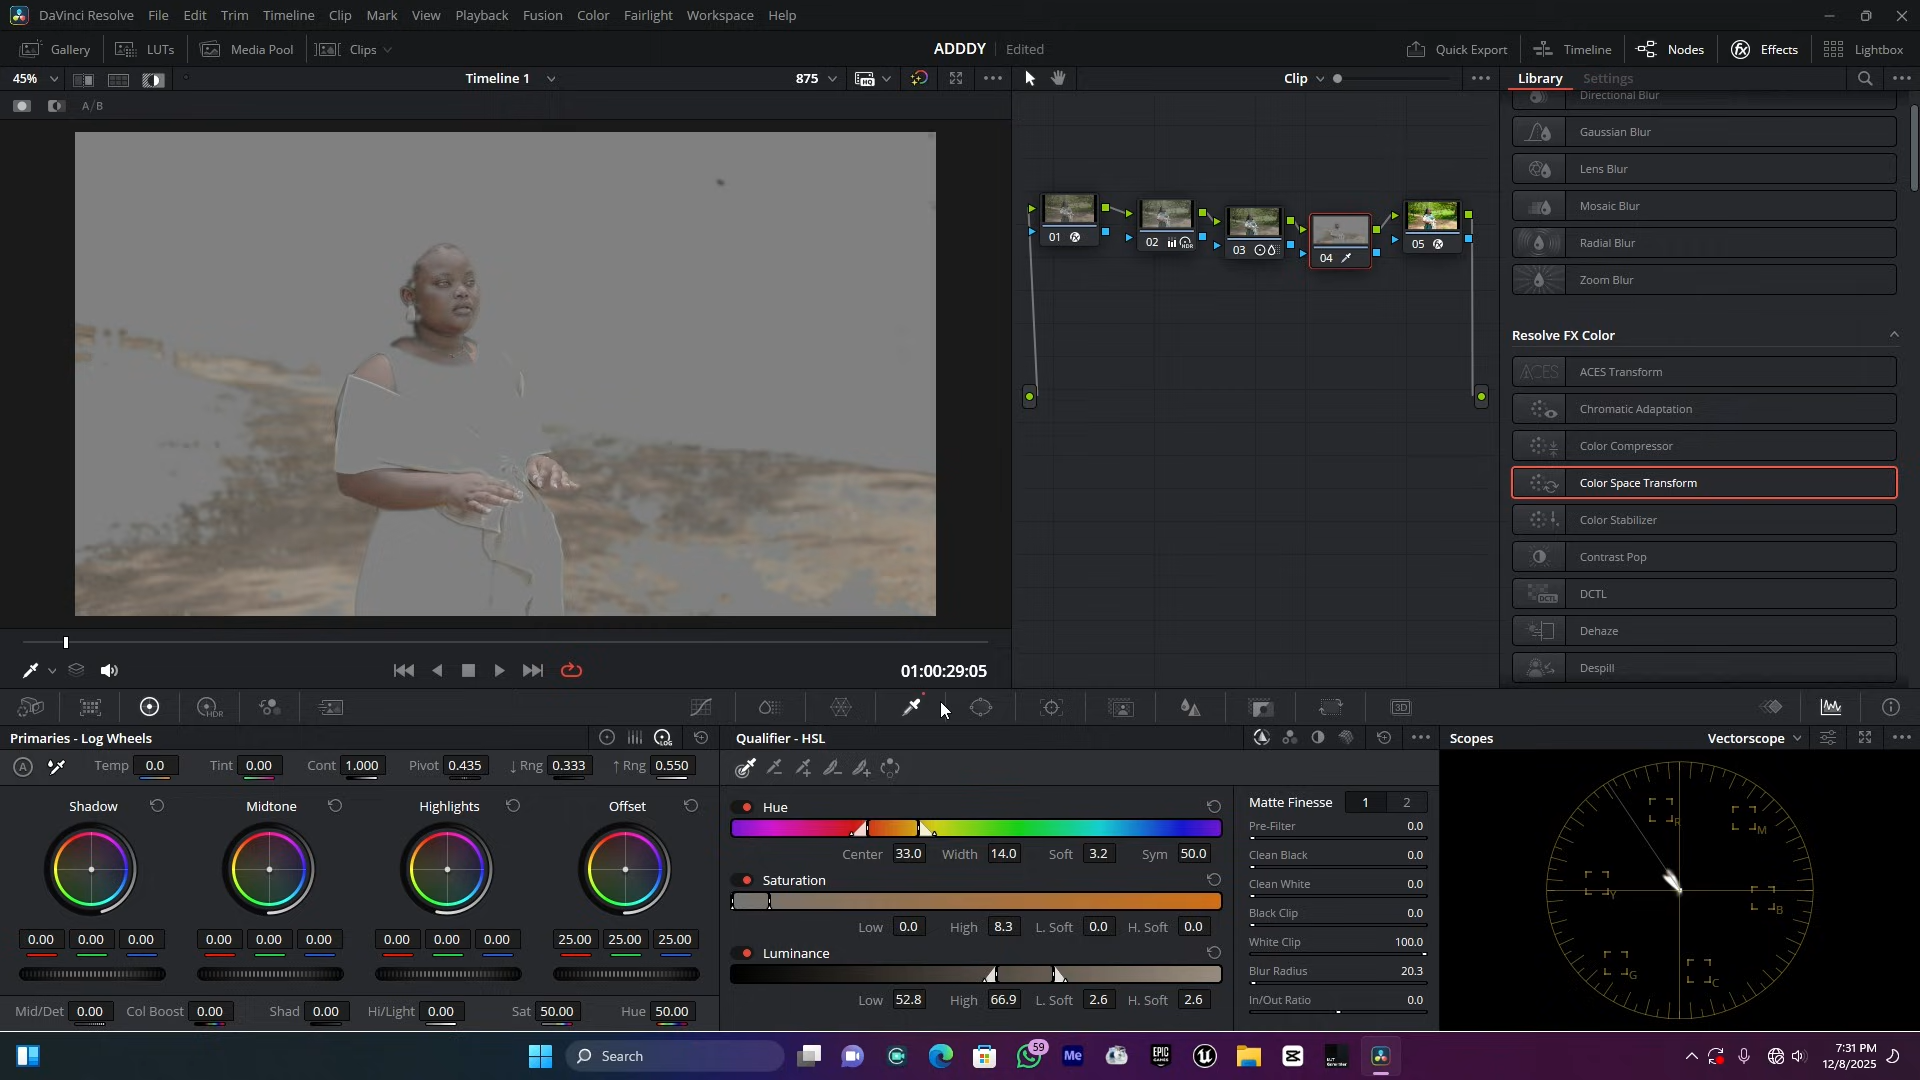 DaVinci Resolve File Edit Trim Timeline Clip Mark View Playback Fusion Color Fairlight Workspace Help
Gallery LUTs Media Pool Clips ADDDY Edited Quick Export Timeline Nodes Effects Lightbox
45% Timeline 1 875 Clip Library Settings
A/B
Directional Blur
Gaussian Blur
Lens Blur
Mosaic Blur
Radial Blur
Zoom Blur
01 02 HDR 03 04 05
Resolve FX Color
ACES ACES Transform
Chromatic Adaptation
Color Compressor
Color Space Transform
Color Stabilizer
Contrast Pop
DCTL DCTL
Dehaze
Despill
01:00:29:05
HDR 3D
Primaries - Log Wheels LOG Qualifier - HSL Scopes Vectorscope
A Temp 0.0 Tint 0.00 Cont 1.000 Pivot 0.435 ↓ Rng 0.333 ↑ Rng 0.550
Shadow Midtone Highlights Offset
0.00 0.00 0.00 0.00 0.00 0.00 0.00 0.00 0.00 25.00 25.00 25.00
Mid/Det 0.00 Col Boost 0.00 Shad 0.00 Hi/Light 0.00 Sat 50.00 Hue 50.00
Hue
Center 33.0 Width 14.0 Soft 3.2 Sym 50.0
Saturation
Low 0.0 High 8.3 L. Soft 0.0 H. Soft 0.0
Luminance
Low 52.8 High 66.9 L. Soft 2.6 H. Soft 2.6
Matte Finesse 1 2
Pre-Filter 0.0
Clean Black 0.0
Clean White 0.0
Black Clip 0.0
White Clip 100.0
Blur Radius 20.3
In/Out Ratio 0.0
R M
Y B
G C
Search 59 Me EPIC GAMES 7:31 PM
12/8/2025